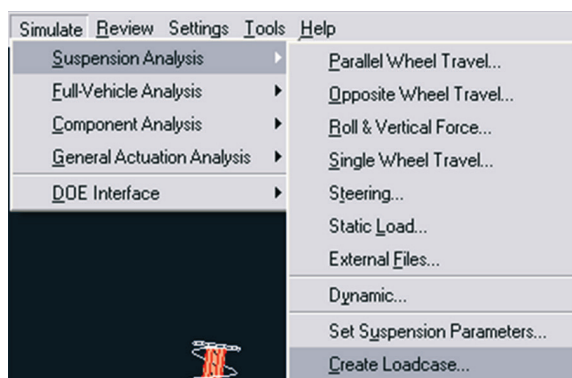 Simulate Review Settings Tools Help
Suspension Analysis
Full-Vehicle Analysis
Component Analysis
General Actuation Analysis
DOE Interface
Parallel Wheel Travel...
Opposite Wheel Travel...
Roll & Vertical Force...
Single Wheel Travel...
Steering...
Static Load...
External Files...
Dynamic...
Set Suspension Parameters...
Create Loadcase...